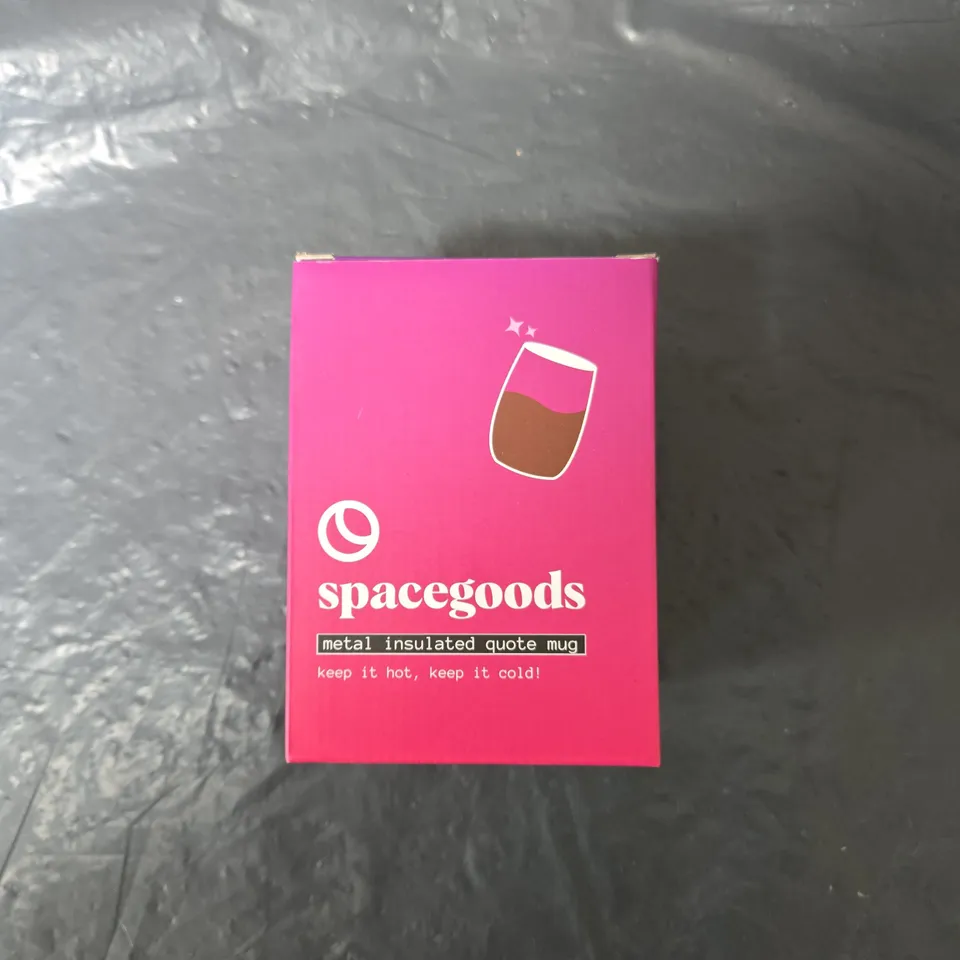 spacegoods
metal insulated quote mug
keep it hot, keep it cold!